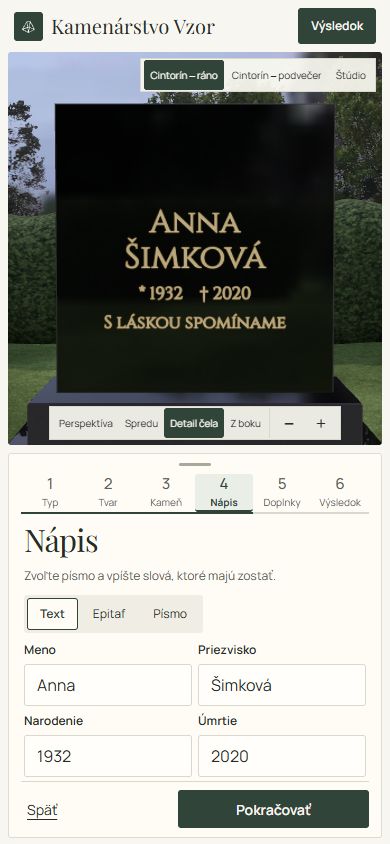 Kamenárstvo Vzor
Výsledok
Cintorín – ráno
Cintorín – podvečer
Štúdio
Anna
Šimková
* 1932 † 2020
S láskou spomíname
Perspektíva
Spredu
Detail čela
Z boku
− +
1 2 3 4 5 6
Typ Tvar Kameň Nápis Doplnky Výsledok
Nápis
Zvoľte písmo a vpíšte slová, ktoré majú zostať.
Text Epitaf Písmo
Meno Priezvisko
Anna Šimková
Narodenie Úmrtie
1932 2020
Späť Pokračovať